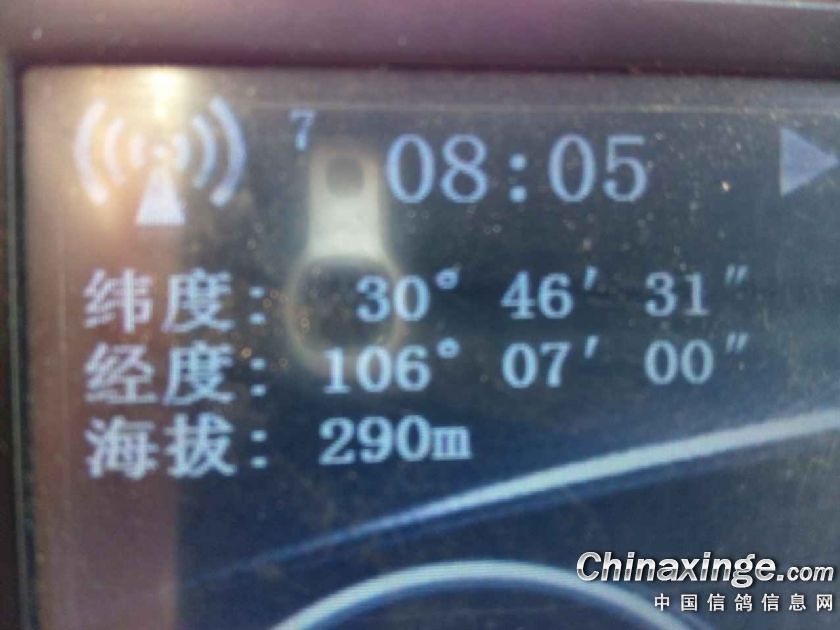 7 08:05
纬度: 30° 46′ 31″
经度: 106° 07′ 00″
海拔: 290m
Chinaxinge.com
中国信鸽信息网